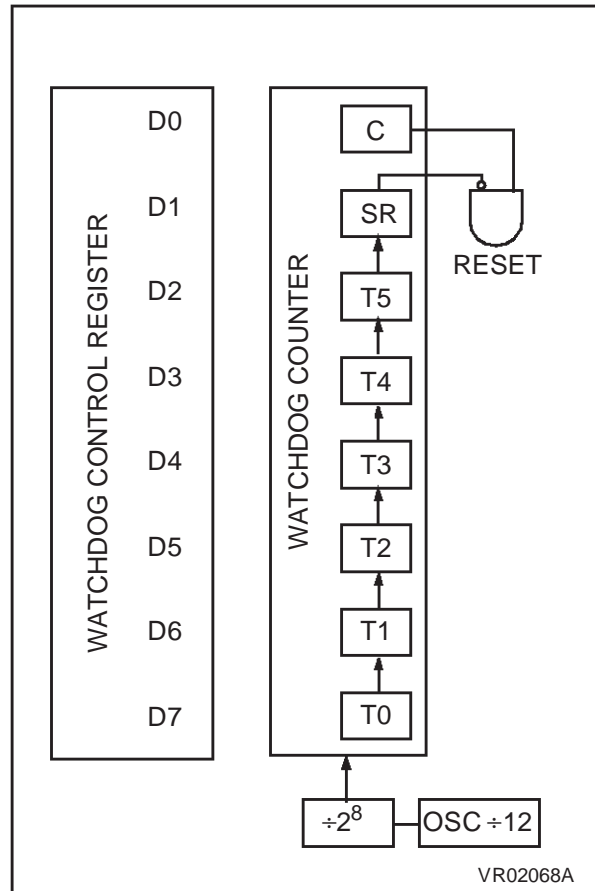 WATCHDOG CONTROL REGISTER
D0
D1
D2
D3
D4
D5
D6
D7
WATCHDOG COUNTER
C
SR
T5
T4
T3
T2
T1
T0
RESET
÷2⁸
OSC ÷12
VR02068A